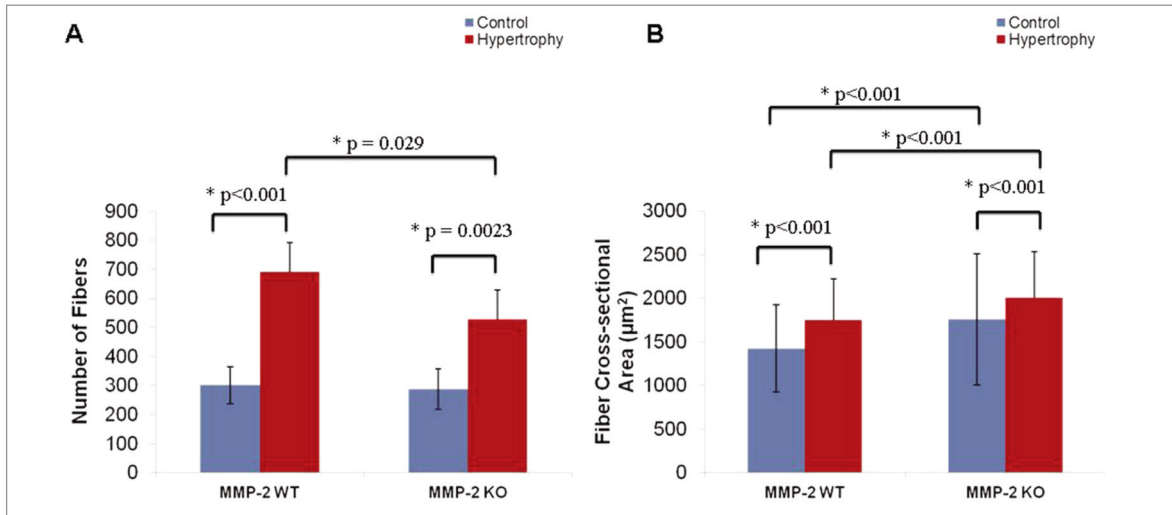 A
Control
Hypertrophy
* p = 0.029
* p<0.001
* p = 0.0023
Number of Fibers
900
800
700
600
500
400
300
200
100
0
MMP-2 WT
MMP-2 KO
B
Control
Hypertrophy
* p<0.001
* p<0.001
* p<0.001
* p<0.001
Fiber Cross-sectional
Area (μm²)
3000
2500
2000
1500
1000
500
0
MMP-2 WT
MMP-2 KO